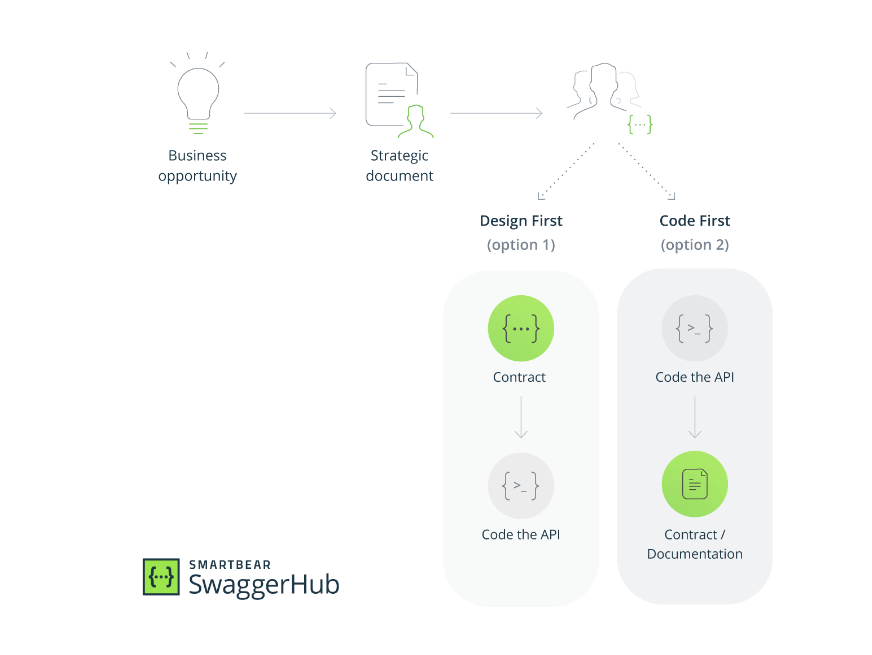 Business
opportunity
Strategic
document
{...}
Design First
(option 1)
Code First
(option 2)
{...}
Contract
{>_}
Code the API
{>_}
Code the API
Contract /
Documentation
{...}
SMARTBEAR
SwaggerHub